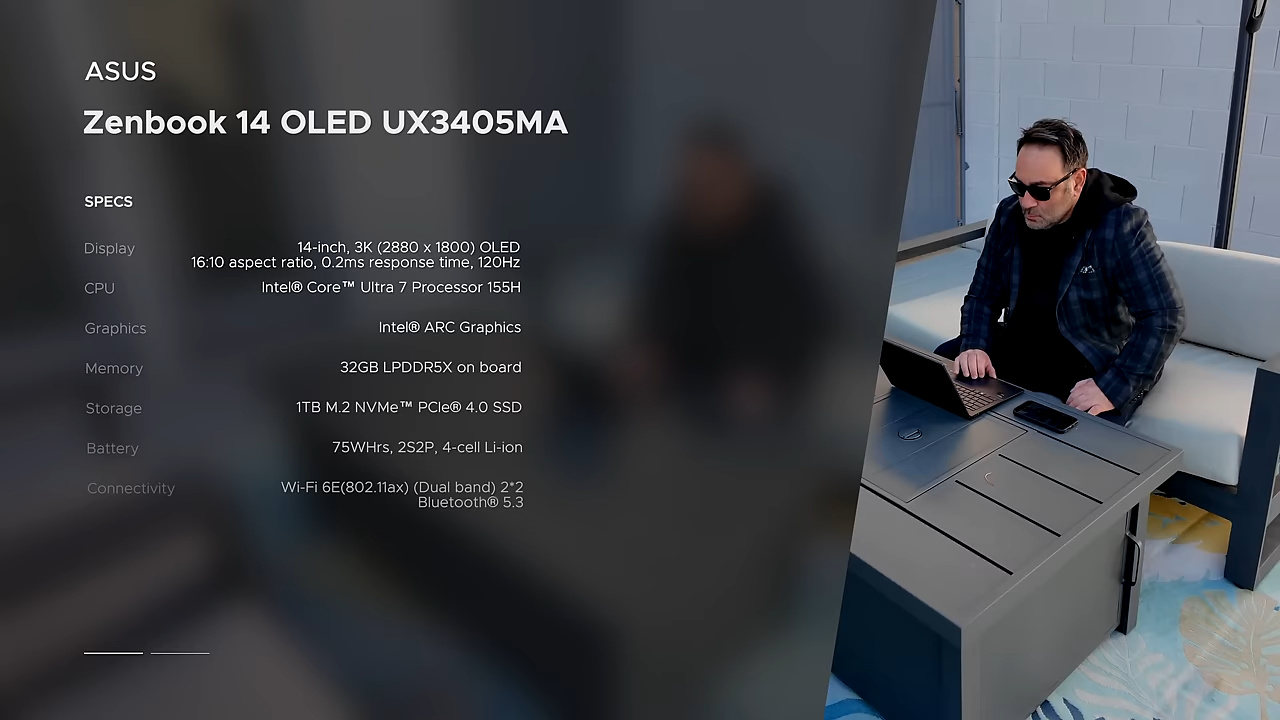 ASUS
Zenbook 14 OLED UX3405MA
SPECS
Display 14-inch, 3K (2880 x 1800) OLED
16:10 aspect ratio, 0.2ms response time, 120Hz
CPU Intel® Core™ Ultra 7 Processor 155H
Graphics Intel® ARC Graphics
Memory 32GB LPDDR5X on board
Storage 1TB M.2 NVMe™ PCIe® 4.0 SSD
Battery 75WHrs, 2S2P, 4-cell Li-ion
Connectivity Wi-Fi 6E(802.11ax) (Dual band) 2*2
Bluetooth® 5.3